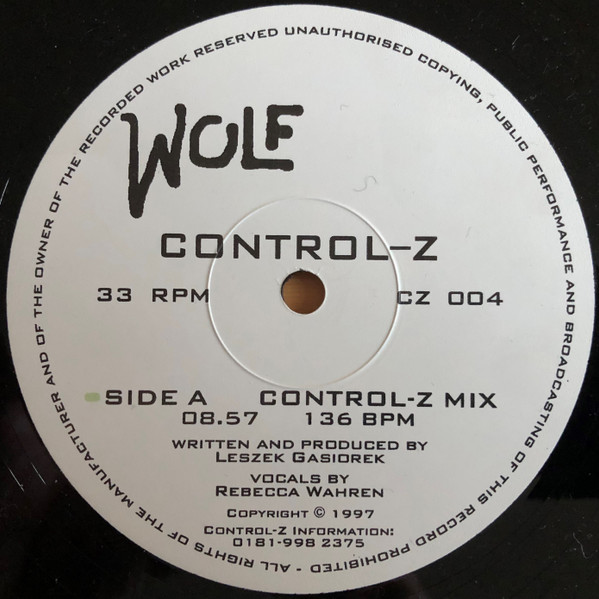 WOLF
CONTROL-Z
33 RPM CZ 004
SIDE A CONTROL-Z MIX
08.57 136 BPM
WRITTEN AND PRODUCED BY
LESZEK GASIOREK
VOCALS BY
REBECCA WAHREN
COPYRIGHT © 1997
CONTROL-Z INFORMATION:
0181-998 2375
ALL RIGHTS OF THE MANUFACTURER AND OF THE OWNER OF THE RECORDED WORK RESERVED UNAUTHORISED COPYING, PUBLIC PERFORMANCE AND BROADCASTING OF THIS RECORD PROHIBITED -